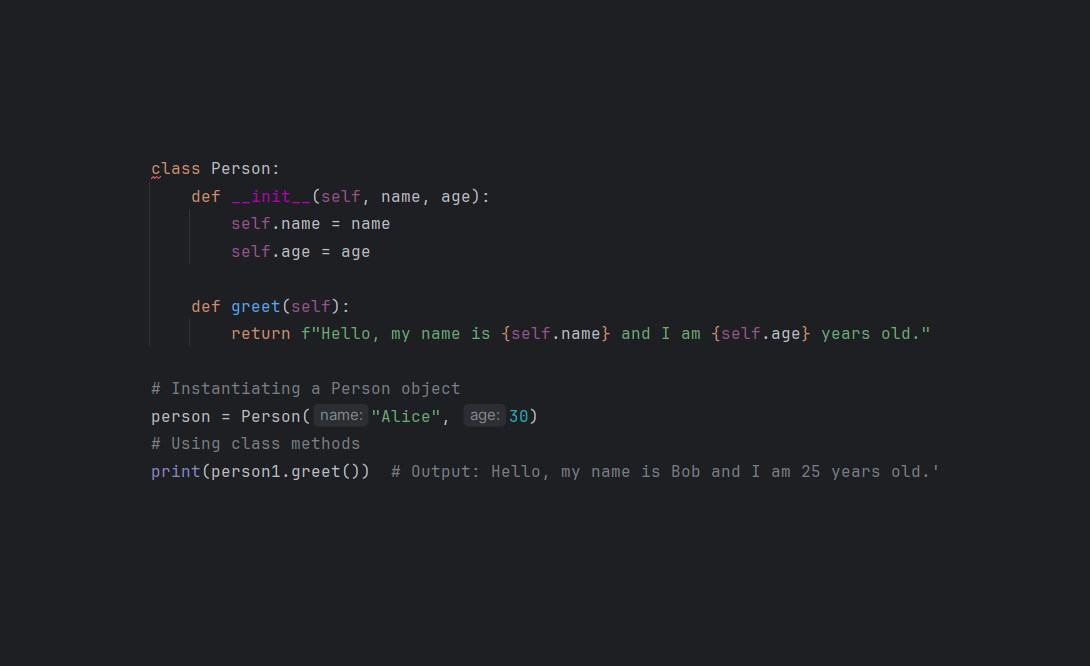 class Person:
    def __init__(self, name, age):
        self.name = name
        self.age = age
    def greet(self):
        return f"Hello, my name is {self.name} and I am {self.age} years old."
# Instantiating a Person object
person = Person(name: "Alice", age: 30)
# Using class methods
print(person1.greet())  # Output: Hello, my name is Bob and I am 25 years old.'